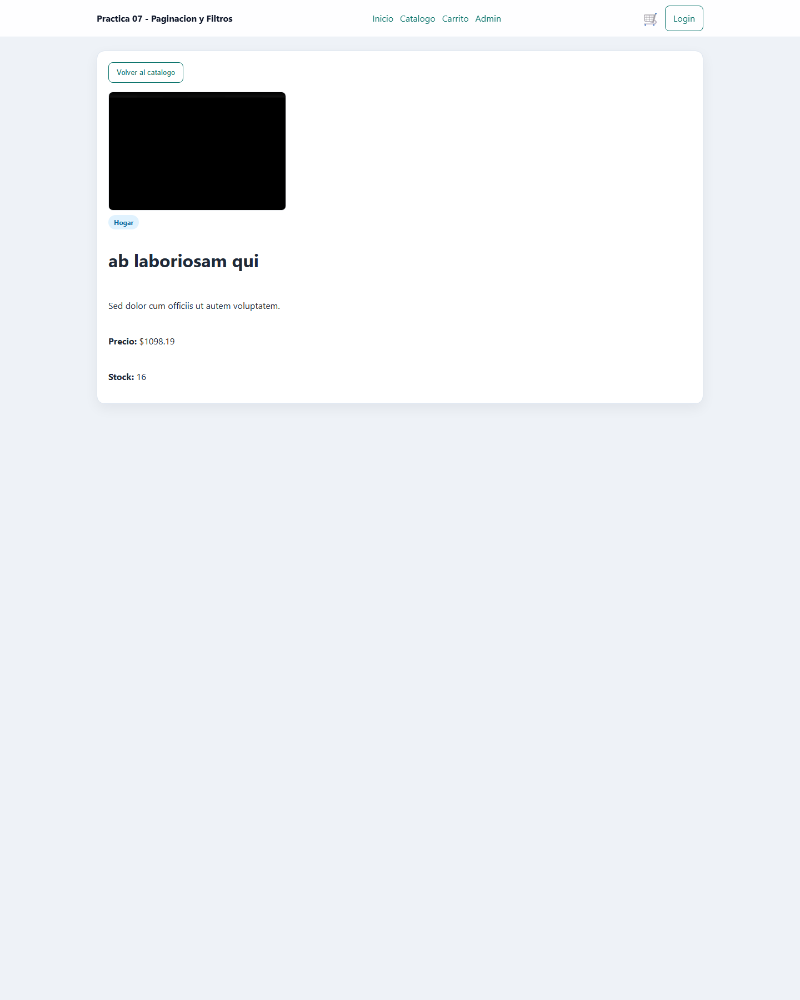 Practica 07 - Paginacion y Filtros
Inicio Catalogo Carrito Admin
Login
Volver al catalogo
Hogar
ab laboriosam qui
Sed dolor cum officiis ut autem voluptatem.
Precio: $1098.19
Stock: 16